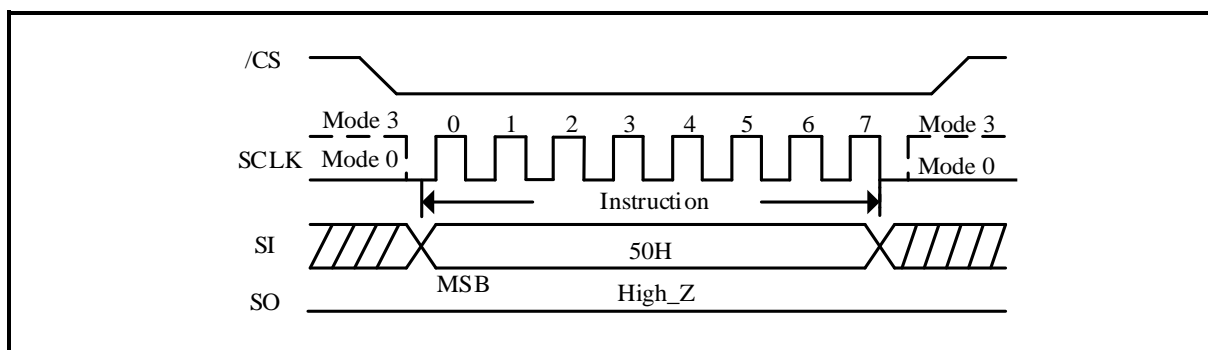 /CS
Mode 3 0 1 2 3 4 5 6 7 Mode 3
SCLK Mode 0 Mode 0
Instruction
SI 50H
MSB
SO High_Z